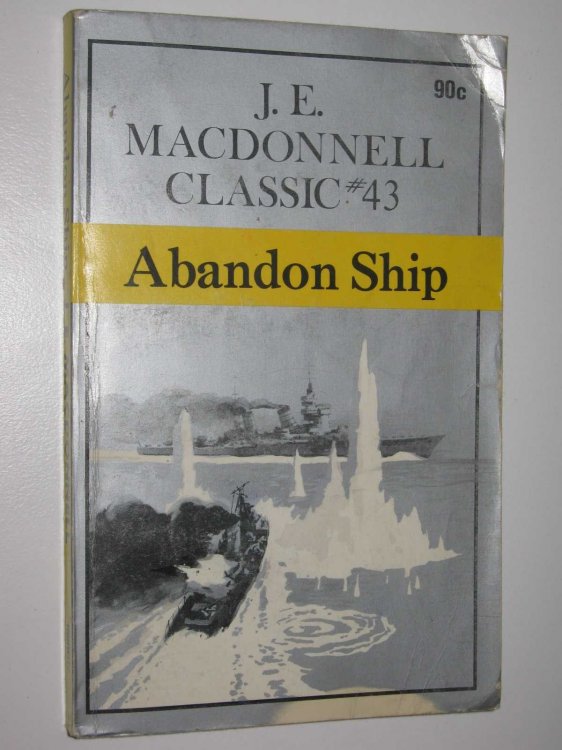 90c
J. E.
MACDONNELL
CLASSIC #43
Abandon Ship